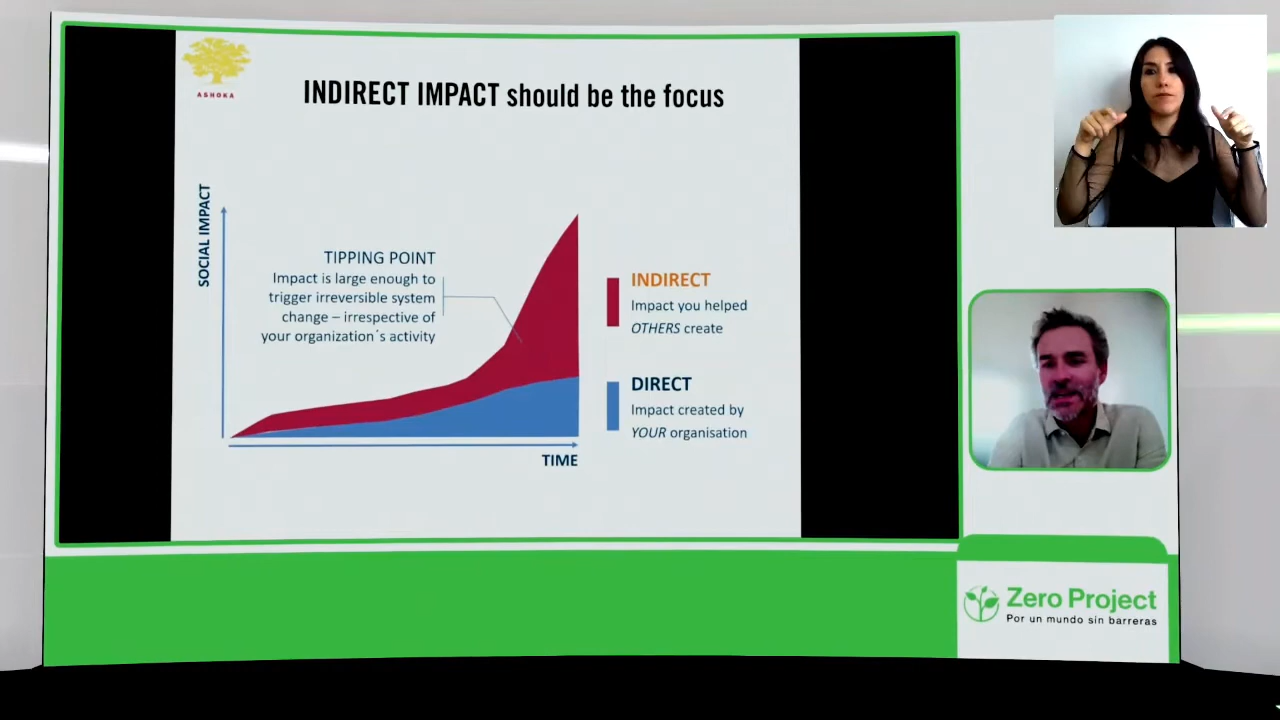 ASHOKA
INDIRECT IMPACT should be the focus
SOCIAL IMPACT
TIPPING POINT
Impact is large enough to
trigger irreversible system
change – irrespective of
your organization´s activity
INDIRECT
Impact you helped
OTHERS create
DIRECT
Impact created by
YOUR organisation
TIME
Zero Project
Por un mundo sin barreras